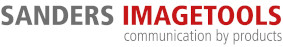 SANDERS IMAGETOOLS
communication by products